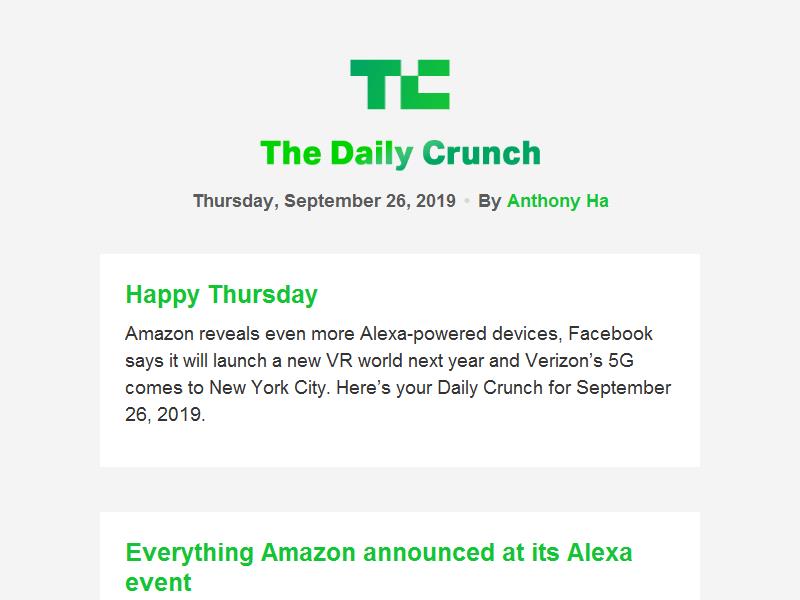 TC
The Daily Crunch
Thursday, September 26, 2019 • By Anthony Ha
Happy Thursday
Amazon reveals even more Alexa-powered devices, Facebook
says it will launch a new VR world next year and Verizon’s 5G
comes to New York City. Here’s your Daily Crunch for September
26, 2019.
Everything Amazon announced at its Alexa
event